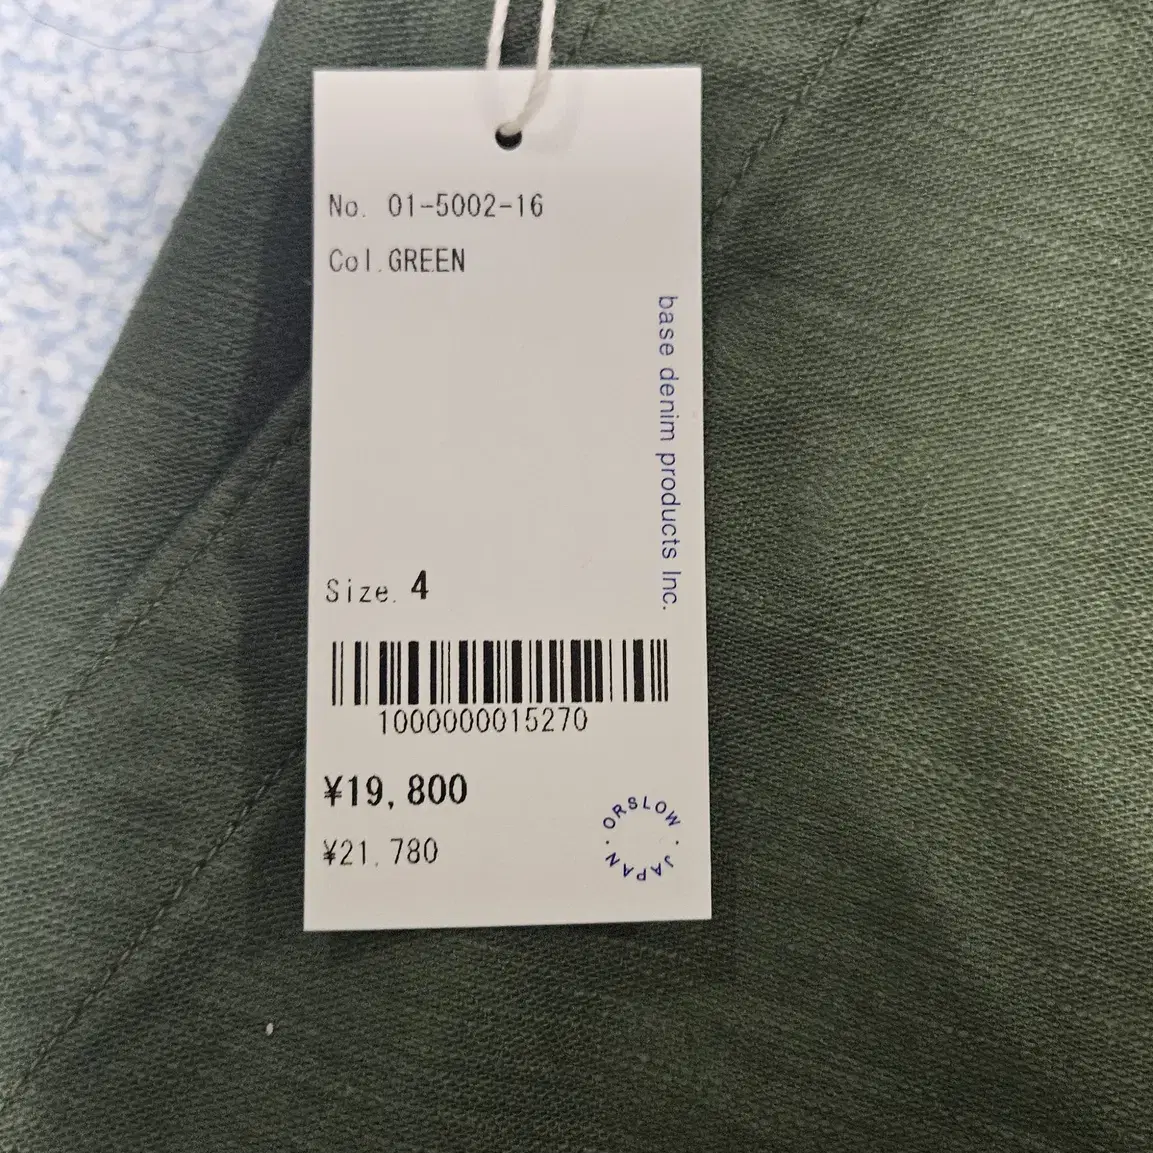 No. 01-5002-16
Col.GREEN
base denim products Inc.
Size. 4
1000000015270
¥19,800
¥21,780
ORSLOW · JAPAN ·